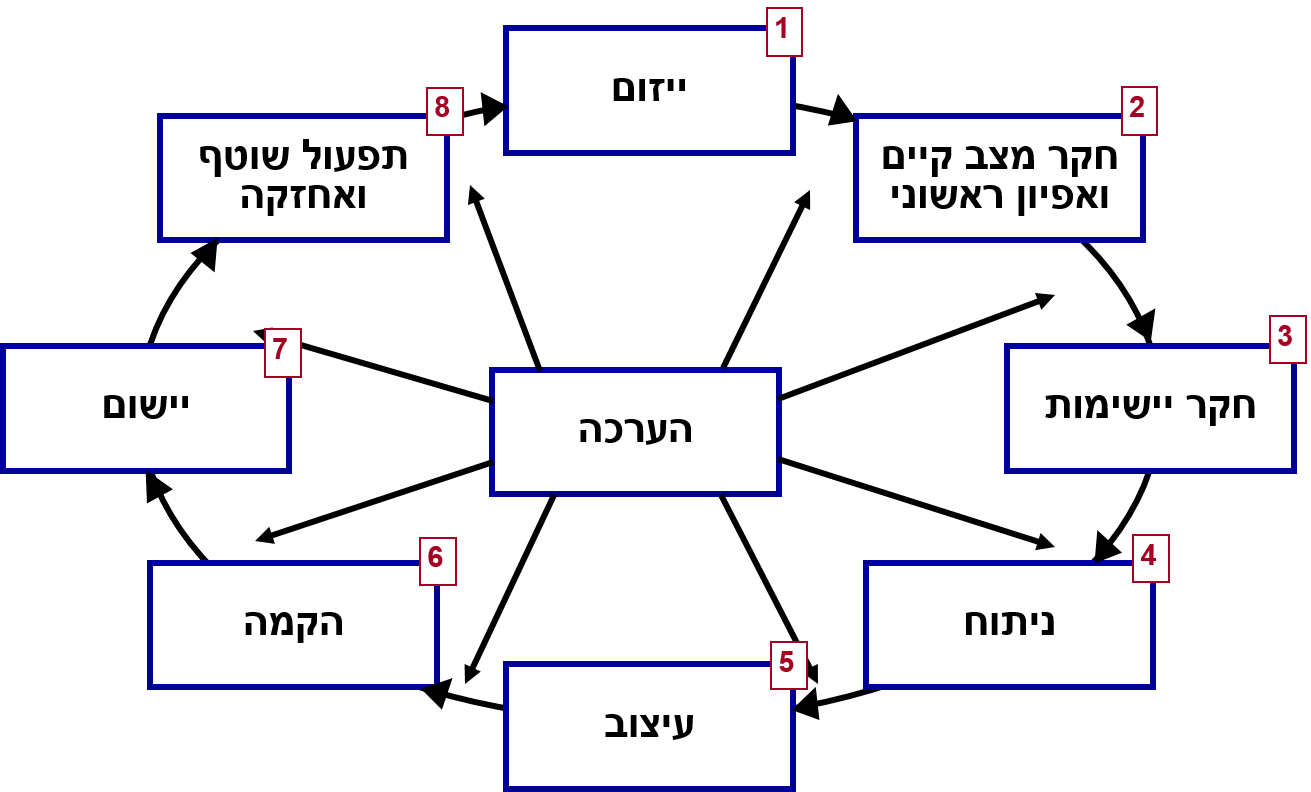 1
ייזום
2
חקר מצב קיים
ואפיון ראשוני
3
חקר יישימות
4
ניתוח
5
עיצוב
6
הקמה
7
יישום
8
תפעול שוטף
ואחזקה
הערכה